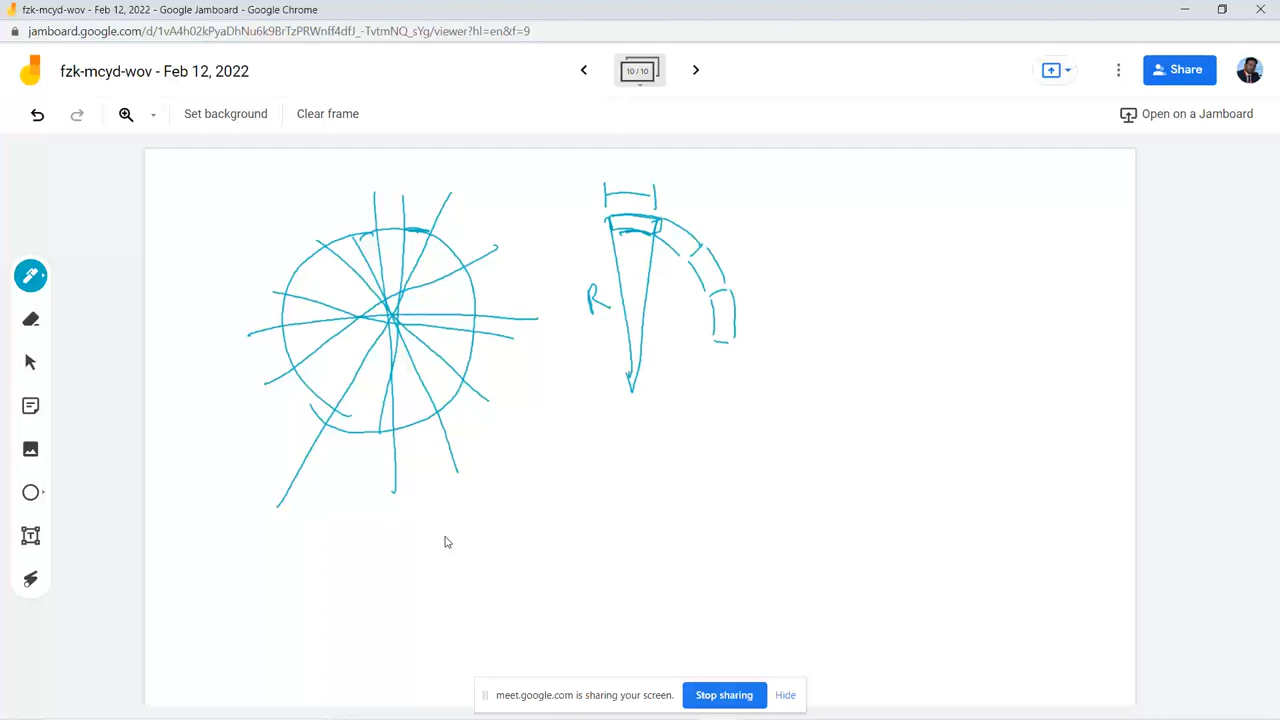 fzk-mcyd-wov - Feb 12, 2022 - Google Jamboard - Google Chrome
jamboard.google.com/d/1vA4h02kPyaDhNu6k9BrTzPRWnff4dfJ_-TvtmNQ_sYg/viewer?hl=en&f=9
fzk-mcyd-wov - Feb 12, 2022
10 / 10
Share
Set background
Clear frame
Open on a Jamboard
R
meet.google.com is sharing your screen.
Stop sharing
Hide